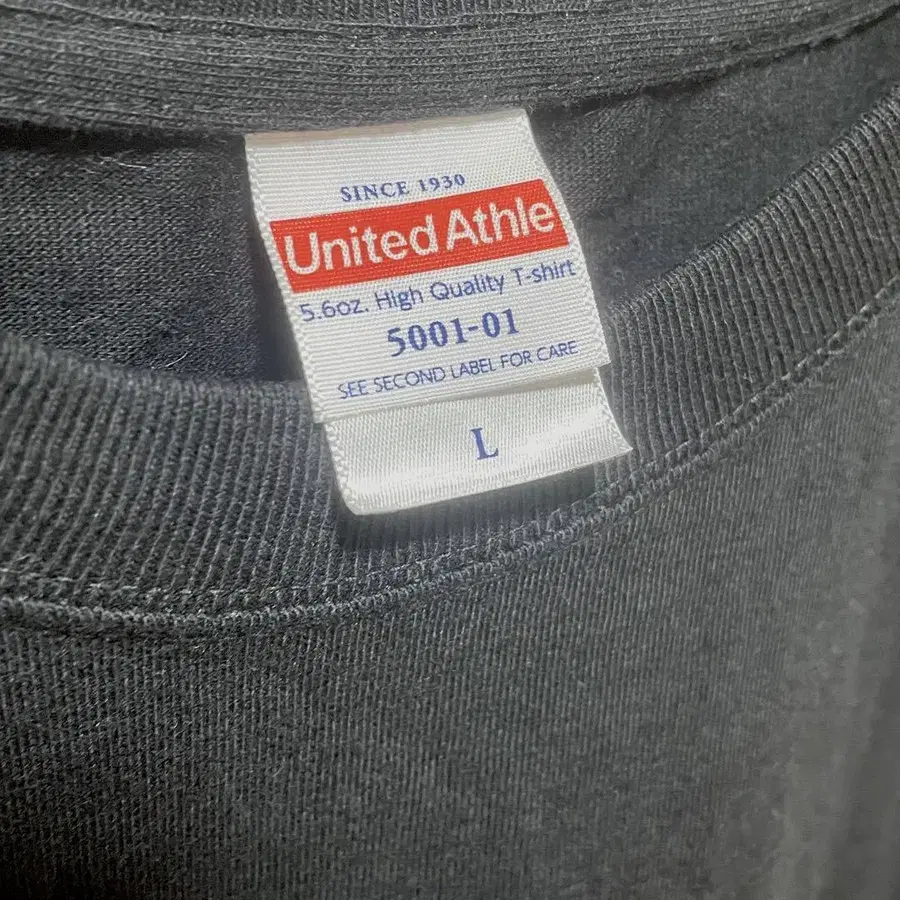 SINCE 1930
United Athle
5.6oz. High Quality T-shirt
5001-01
SEE SECOND LABEL FOR CARE
L